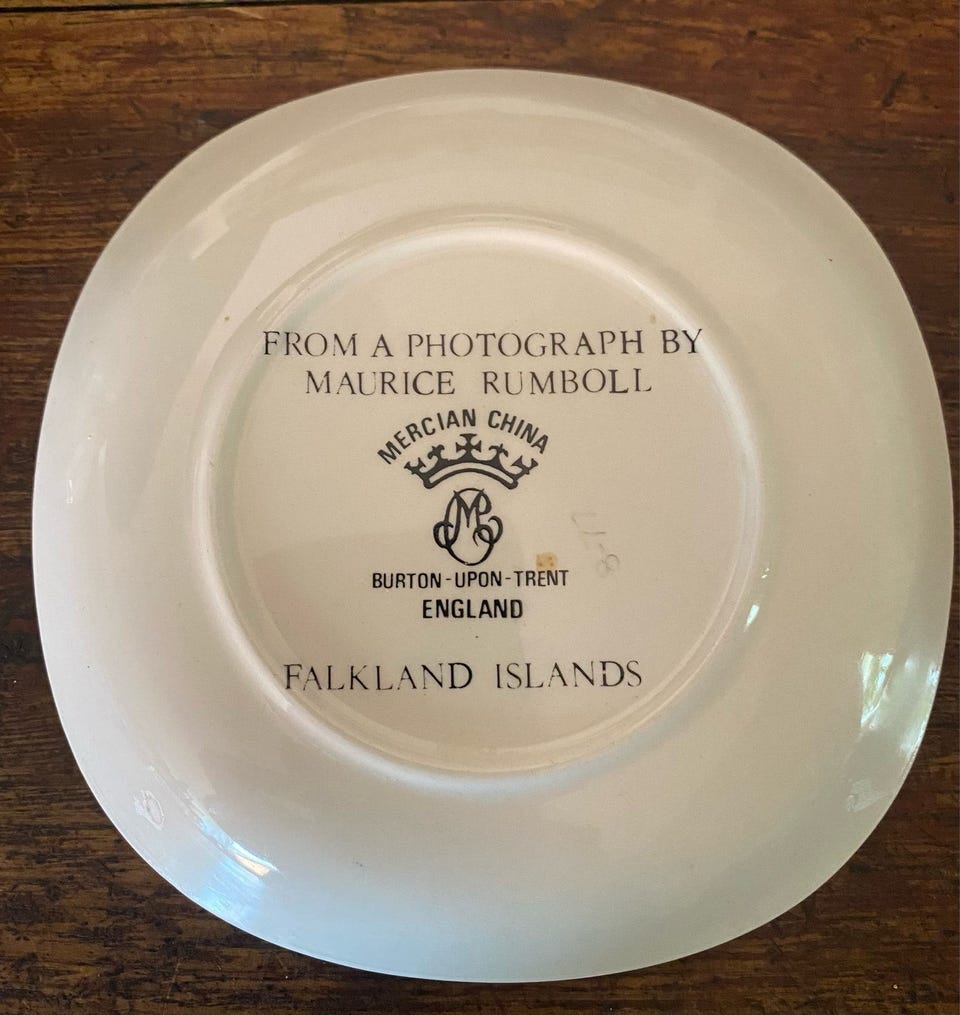 FROM A PHOTOGRAPH BY
MAURICE RUMBOLL
MERCIAN CHINA
BURTON-UPON-TRENT
ENGLAND
FALKLAND ISLANDS